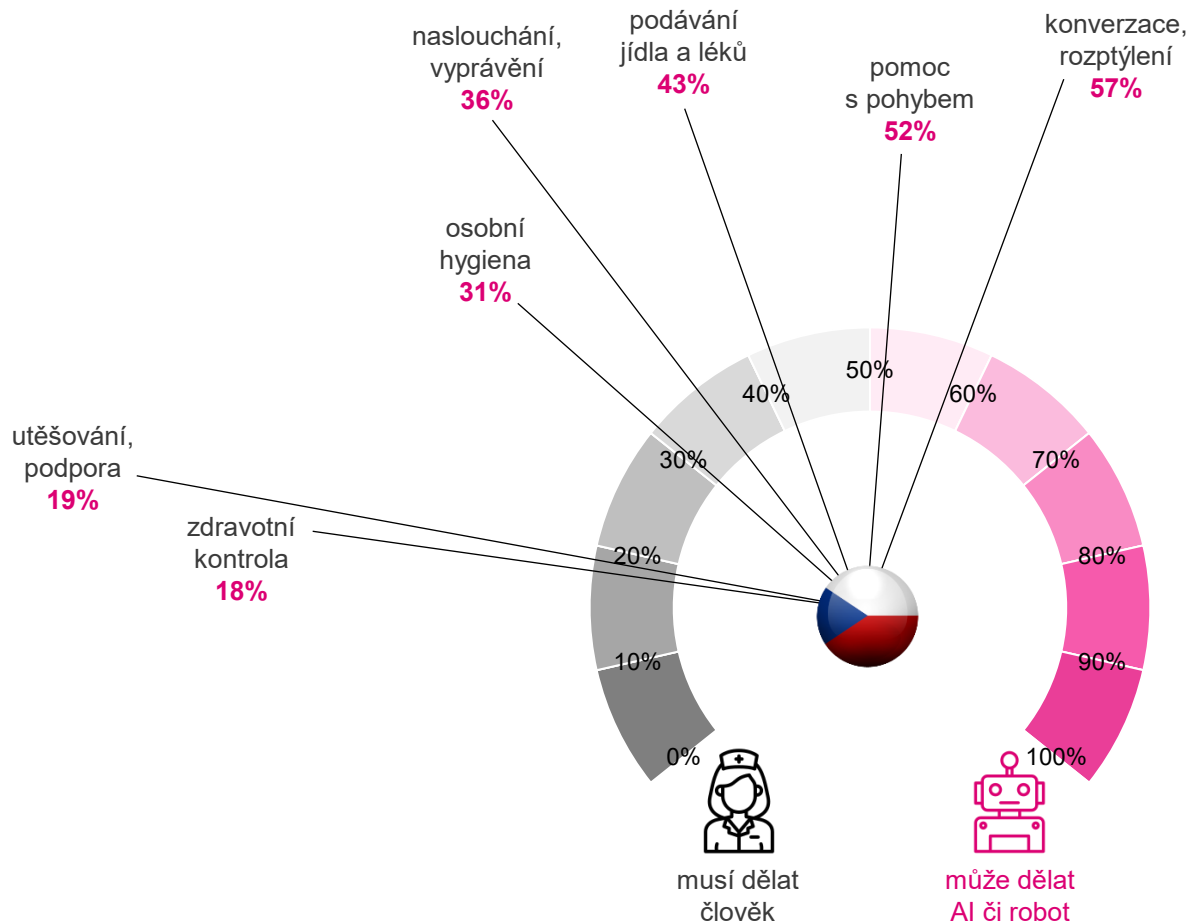 naslouchání,
vyprávění
36%
podávání
jídla a léků
43%
pomoc
s pohybem
52%
konverzace,
rozptýlení
57%
osobní
hygiena
31%
utěšování,
podpora
19%
zdravotní
kontrola
18%
0%
10%
20%
30%
40%
50%
60%
70%
80%
90%
100%
musí dělat
člověk
může dělat
AI či robot